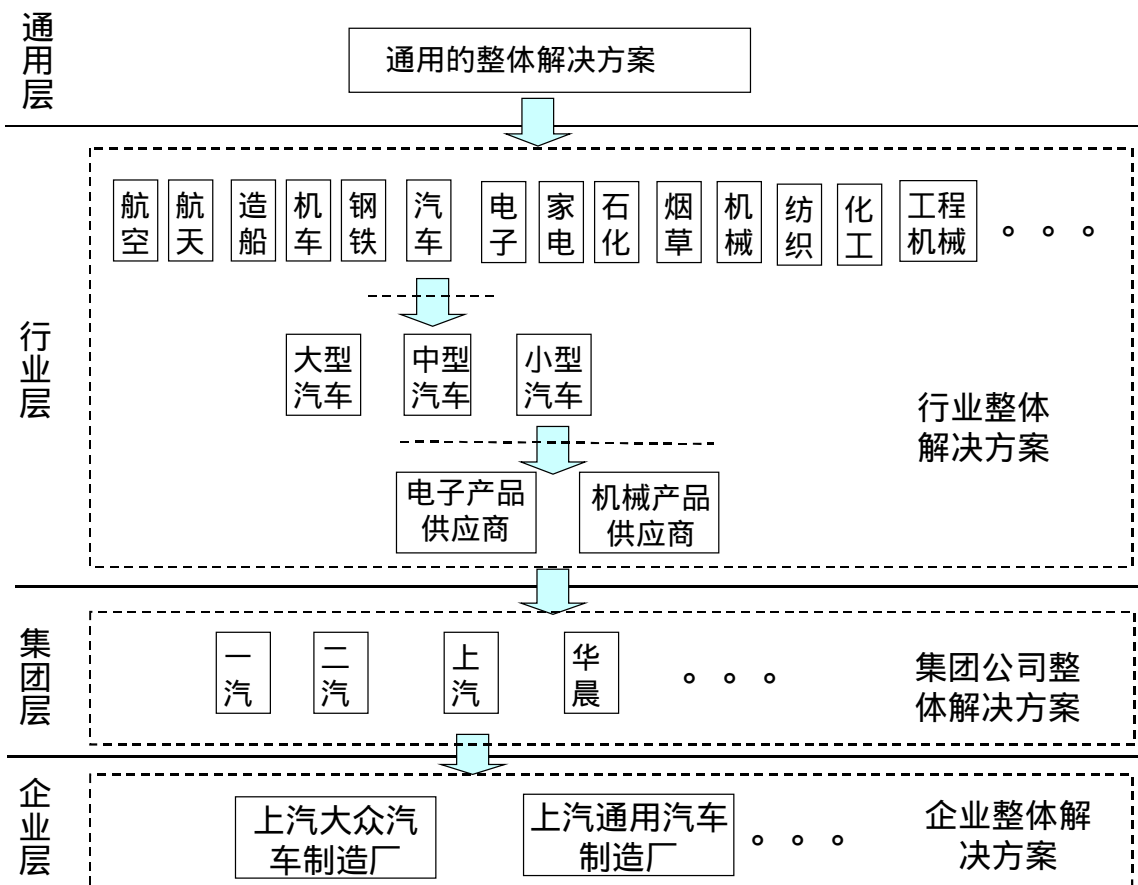 通用层
通用的整体解决方案
行业层
航空
航天
造船
机车
钢铁
汽车
电子
家电
石化
烟草
机械
纺织
化工
工程
机械
。。。
大型
汽车
中型
汽车
小型
汽车
行业整体
解决方案
电子产品
供应商
机械产品
供应商
集团层
一汽
二汽
上汽
华晨
。。。
集团公司整
体解决方案
企业层
上汽大众汽
车制造厂
上汽通用汽车
制造厂
。。。
企业整体解
决方案